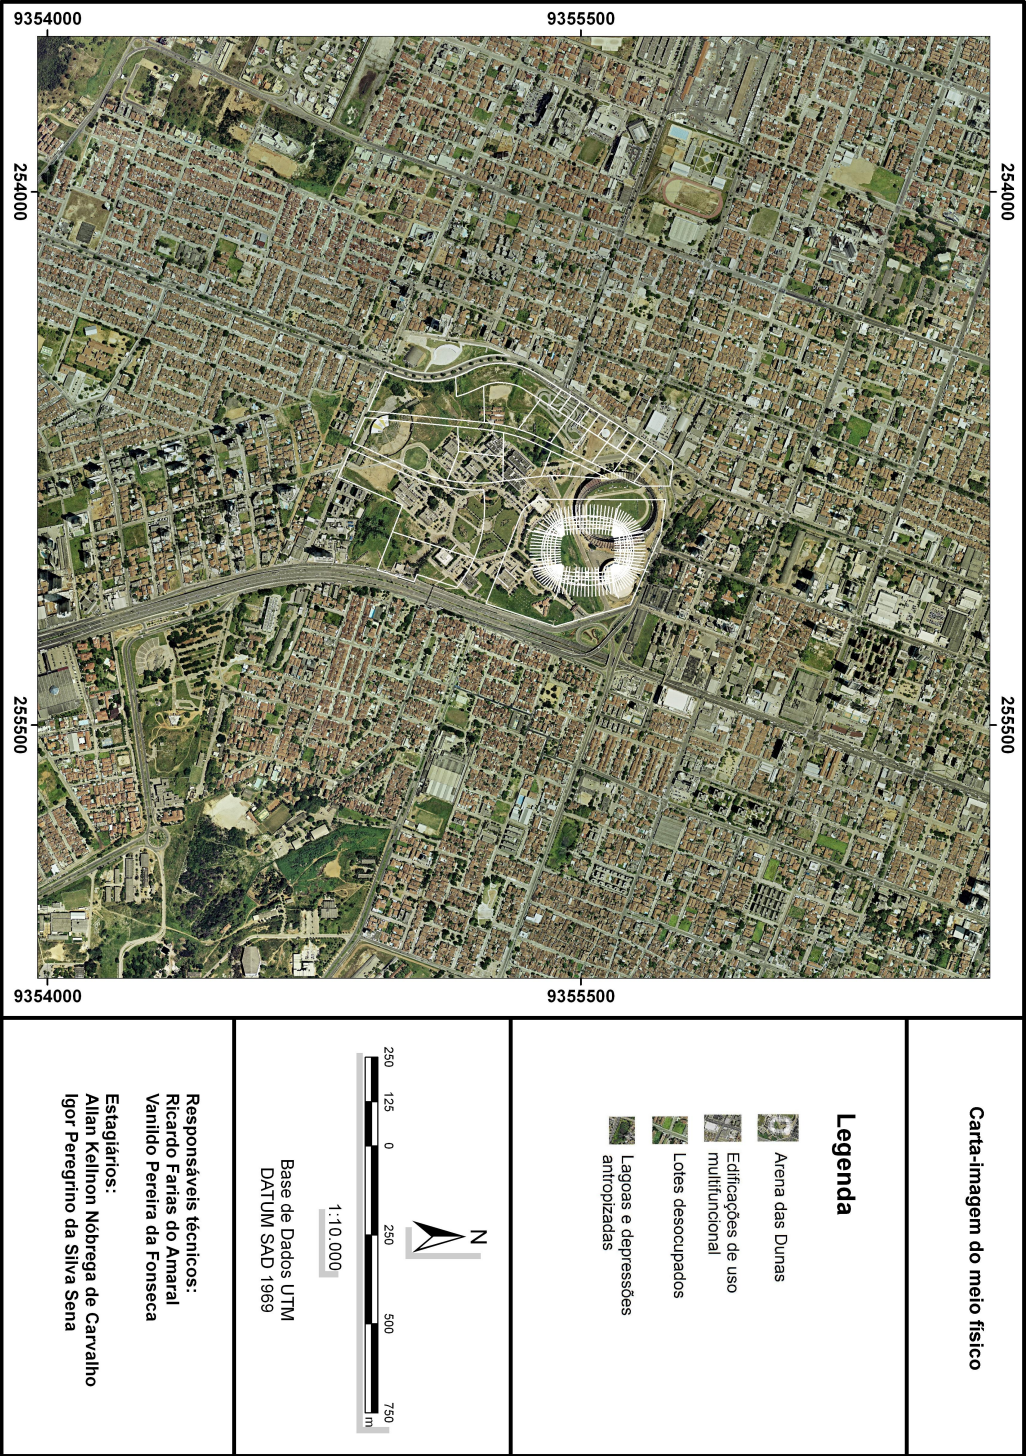 9354000
9355500
254000
254000
255500
255500
9354000
9355500
Carta-imagem do meio físico
Legenda
Arena das Dunas
Edificações de uso
multifuncional
Lotes desocupados
Lagoas e depressões
antropizadas
N
250 125 0 250 500 750
m
1:10.000
Base de Dados UTM
DATUM SAD 1969
Responsáveis técnicos:
Ricardo Farias do Amaral
Vanildo Pereira da Fonseca
Estagiários:
Allan Kellnon Nóbrega de Carvalho
Igor Peregrino da Silva Sena